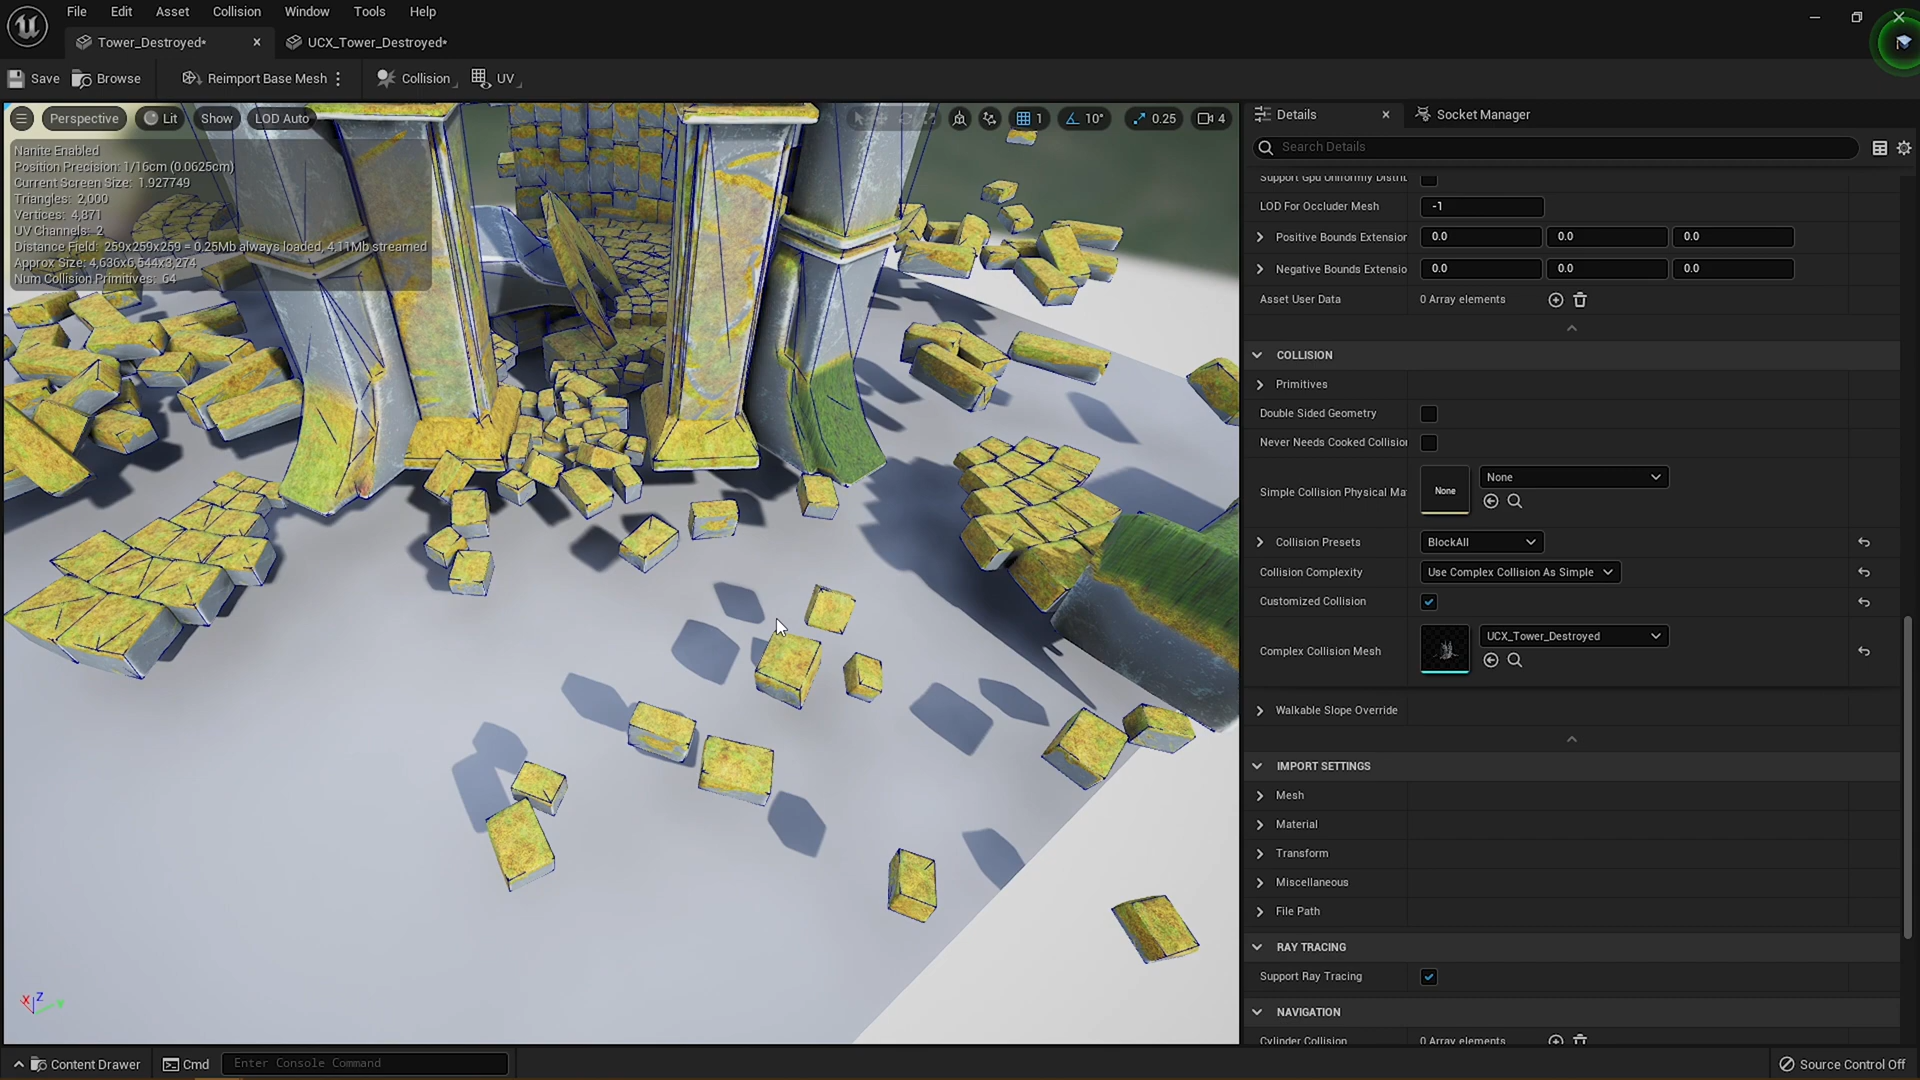 File Edit Asset Collision Window Tools Help
Tower_Destroyed* UCX_Tower_Destroyed*
Save Browse Reimport Base Mesh Collision UV
Perspective Lit Show LOD Auto 1 10° 0.25 4
Nanite Enabled
Position Precision: 1/16cm (0.0625cm)
Current Screen Size: 1.927749
Triangles: 2,000
Vertices: 4,871
UV Channels: 2
Distance Field: 259x259x259 = 0.25Mb always loaded, 4.11Mb streamed
Approx Size: 4,636x6,544x3,274
Num Collision Primitives: 64
X Z Y
Details Socket Manager
Search Details
Support Gpu Uniformly Distrib
LOD For Occluder Mesh -1
Positive Bounds Extension 0.0 0.0 0.0
Negative Bounds Extensio 0.0 0.0 0.0
Asset User Data 0 Array elements
COLLISION
Primitives
Double Sided Geometry
Never Needs Cooked Collision
Simple Collision Physical Ma None None
Collision Presets BlockAll
Collision Complexity Use Complex Collision As Simple
Customized Collision
Complex Collision Mesh UCX_Tower_Destroyed
Walkable Slope Override
IMPORT SETTINGS
Mesh
Material
Transform
Miscellaneous
File Path
RAY TRACING
Support Ray Tracing
NAVIGATION
Cylinder Collision 0 Array elements
Content Drawer Cmd Enter Console Command Source Control Off